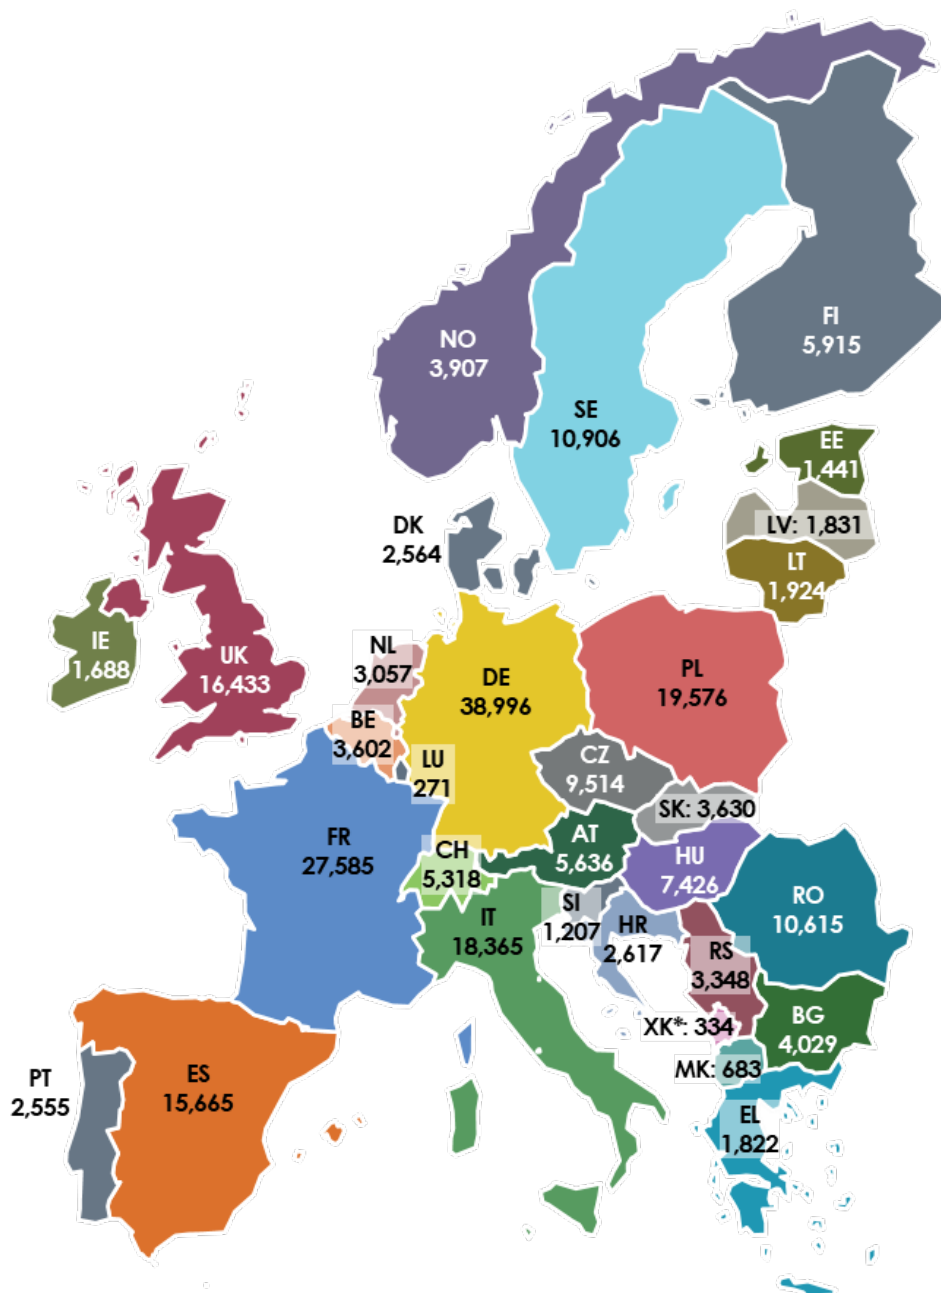 NO
3,907
FI
5,915
SE
10,906
EE
1,441
LV: 1,831
DK
2,564
LT
1,924
IE
1,688
UK
16,433
NL
3,057
DE
38,996
PL
19,576
BE
3,602
LU
271
CZ
9,514
SK: 3,630
FR
27,585
CH
5,318
AT
5,636
HU
7,426
RO
10,615
IT
18,365
SI
1,207
HR
2,617
RS
3,348
XK*: 334
BG
4,029
MK: 683
PT
2,555
ES
15,665
EL
1,822